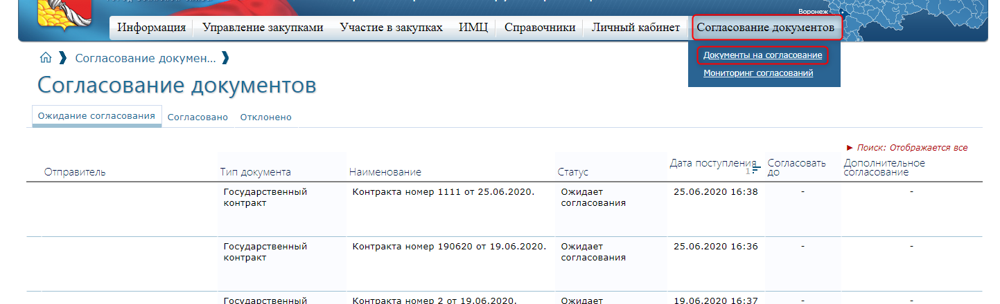 Воронеж
Информация Управление закупками Участие в закупках ИМЦ Справочники Личный кабинет Согласование документов
Документы на согласование
Мониторинг согласований
Согласование докумен...
Согласование документов
Ожидание согласования Согласовано Отклонено
► Поиск: Отображается все
Отправитель Тип документа Наименование Статус Дата поступления 1 Согласовать до Дополнительное согласование
Государственный контракт Контракта номер 1111 от 25.06.2020. Ожидает согласования 25.06.2020 16:38 - -
Государственный контракт Контракта номер 190620 от 19.06.2020. Ожидает согласования 25.06.2020 16:36 - -
Государственный Контракта номер 2 от 19.06.2020. Ожидает 19.06.2020 16:37 - -